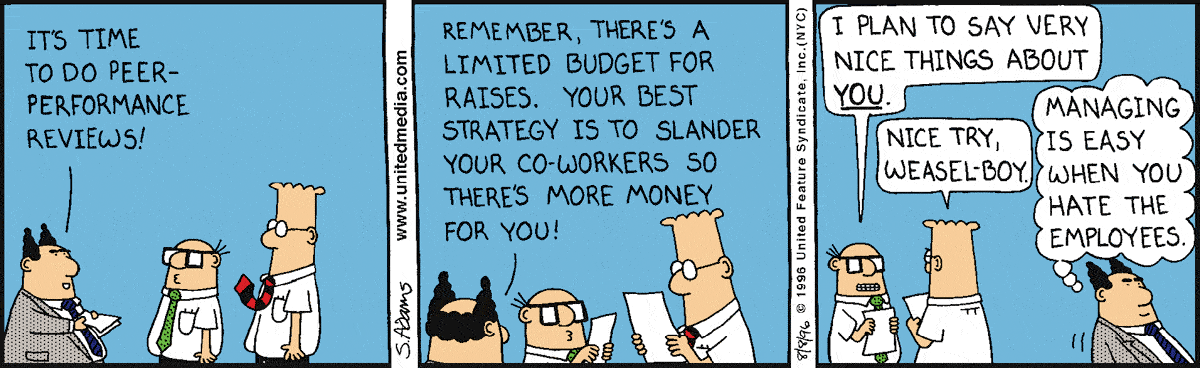 IT'S TIME
TO DO PEER-
PERFORMANCE
REVIEWS!
S.Adams
www.unitedmedia.com
REMEMBER, THERE'S A
LIMITED BUDGET FOR
RAISES. YOUR BEST
STRATEGY IS TO SLANDER
YOUR CO-WORKERS SO
THERE'S MORE MONEY
FOR YOU!
8/8/96 © 1996 United Feature Syndicate, Inc.(NYC)
I PLAN TO SAY VERY
NICE THINGS ABOUT
YOU.
NICE TRY,
WEASEL-BOY.
MANAGING
IS EASY
WHEN YOU
HATE THE
EMPLOYEES.